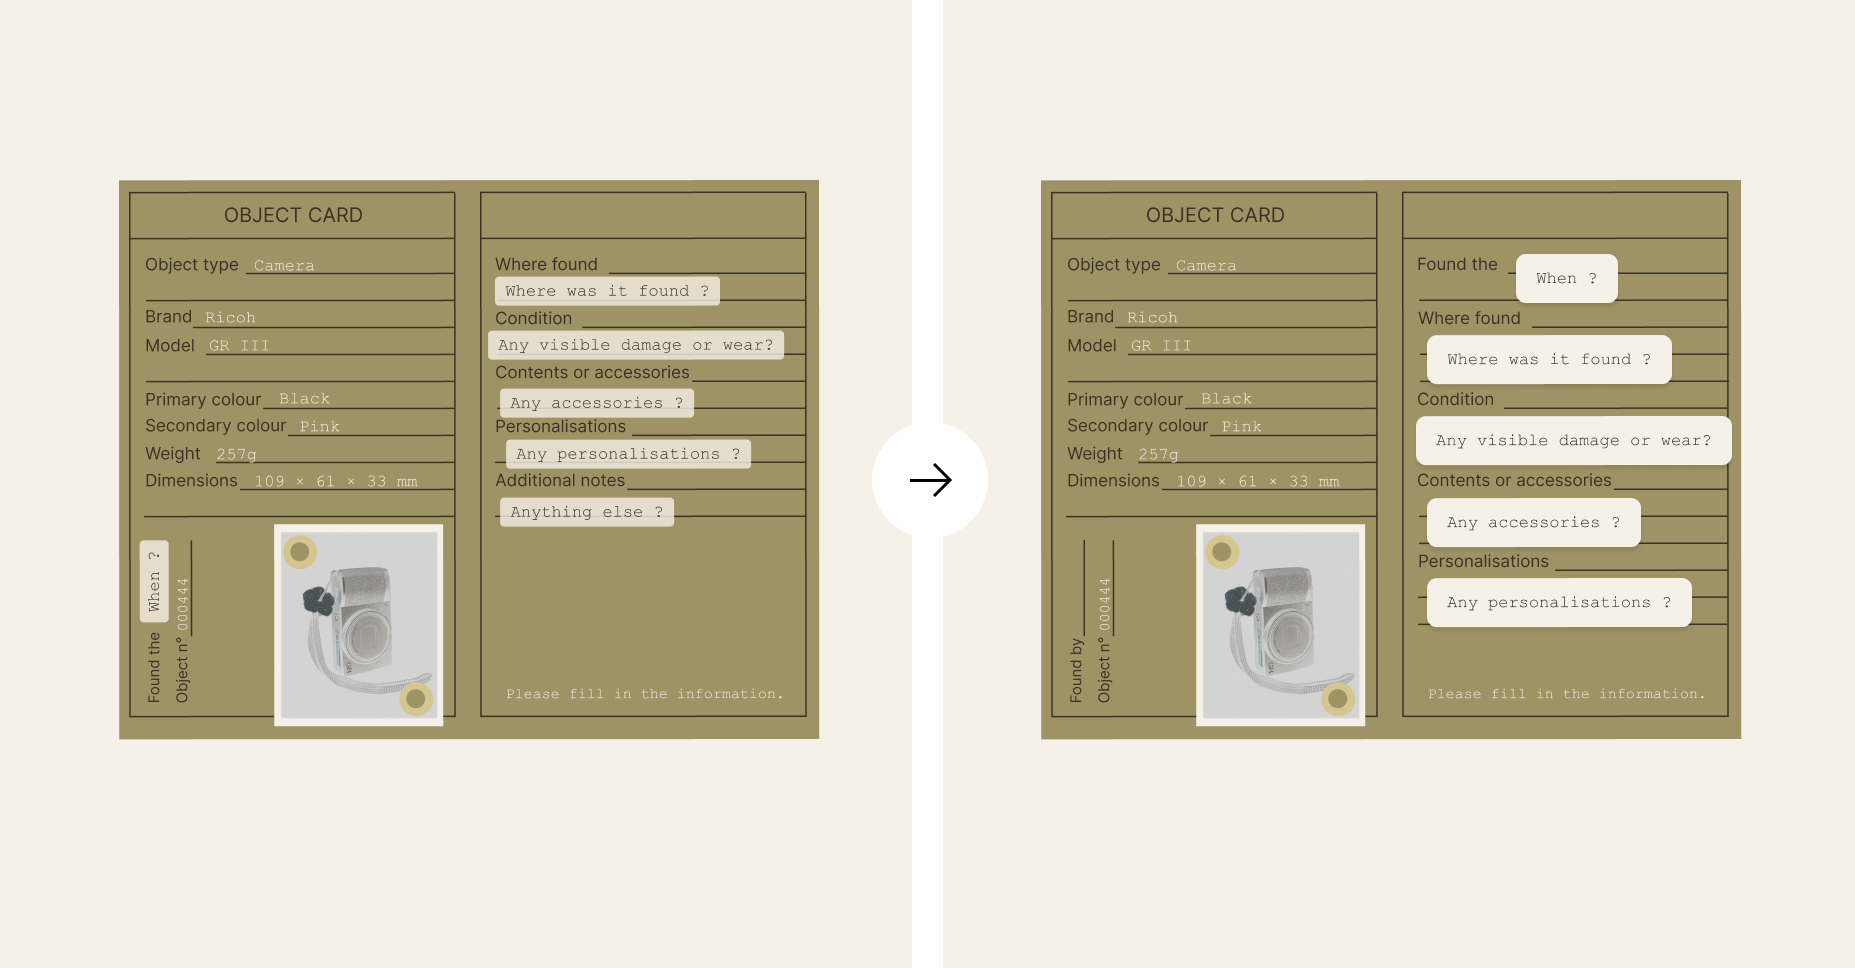 OBJECT CARD
Object type Camera
Brand Ricoh
Model GR III
Primary colour Black
Secondary colour Pink
Weight 257g
Dimensions 109 × 61 × 33 mm
Found the When ?
Object n° 000444
Where found
Where was it found ?
Condition
Any visible damage or wear?
Contents or accessories
Any accessories ?
Personalisations
Any personalisations ?
Additional notes
Anything else ?
Please fill in the information.
OBJECT CARD
Object type Camera
Brand Ricoh
Model GR III
Primary colour Black
Secondary colour Pink
Weight 257g
Dimensions 109 × 61 × 33 mm
Found by
Object n° 000444
Found the When ?
Where found
Where was it found ?
Condition
Any visible damage or wear?
Contents or accessories
Any accessories ?
Personalisations
Any personalisations ?
Please fill in the information.